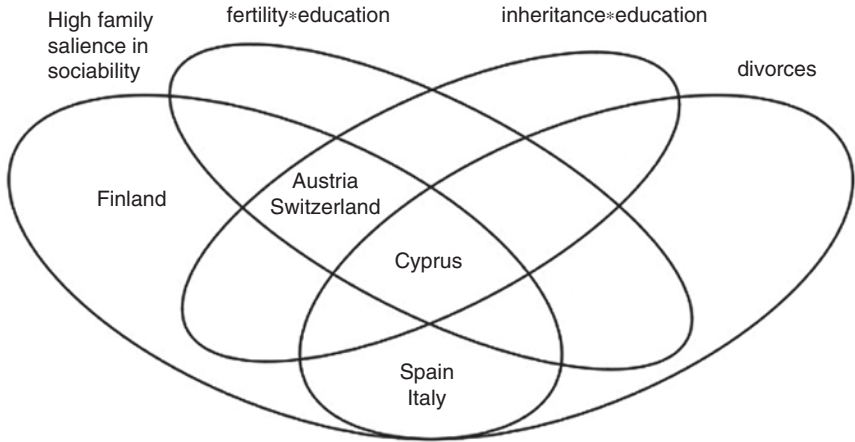 High family
salience in
sociability
fertility*education
inheritance*education
divorces
Finland
Austria
Switzerland
Cyprus
Spain
Italy